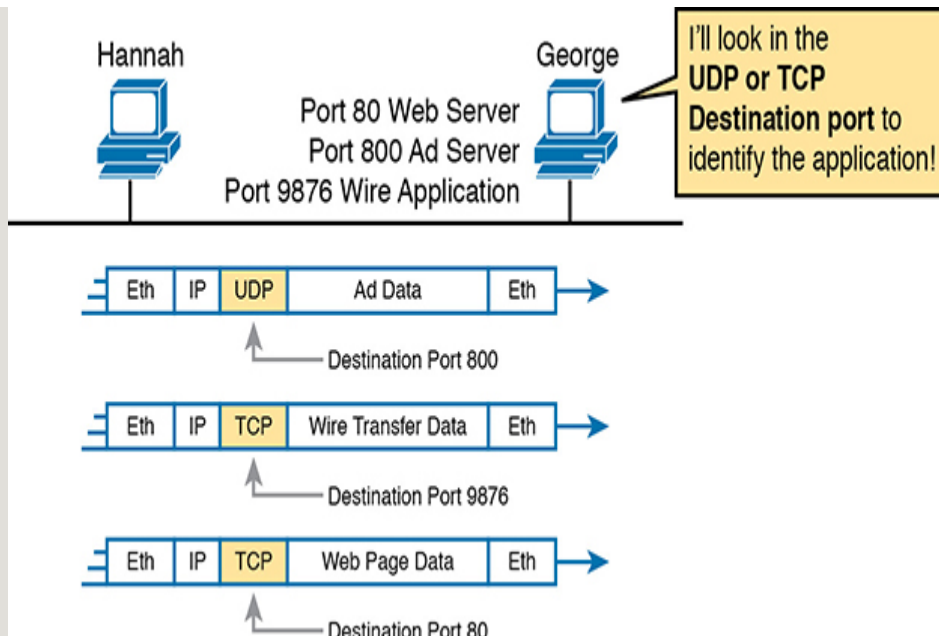 Hannah
George
Port 80 Web Server
Port 800 Ad Server
Port 9876 Wire Application
I'll look in the
UDP or TCP
Destination port to
identify the application!
Eth IP UDP Ad Data Eth
Destination Port 800
Eth IP TCP Wire Transfer Data Eth
Destination Port 9876
Eth IP TCP Web Page Data Eth
Destination Port 80